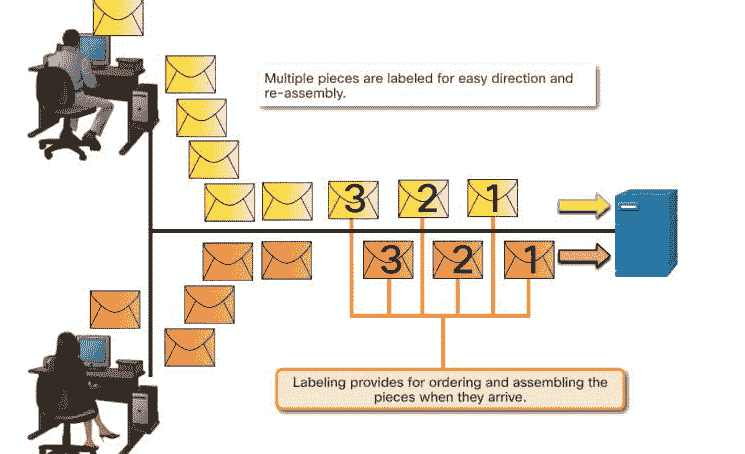 Multiple pieces are labeled for easy direction and
re-assembly.
3 2 1
3 2 1
Labeling provides for ordering and assembling the
pieces when they arrive.